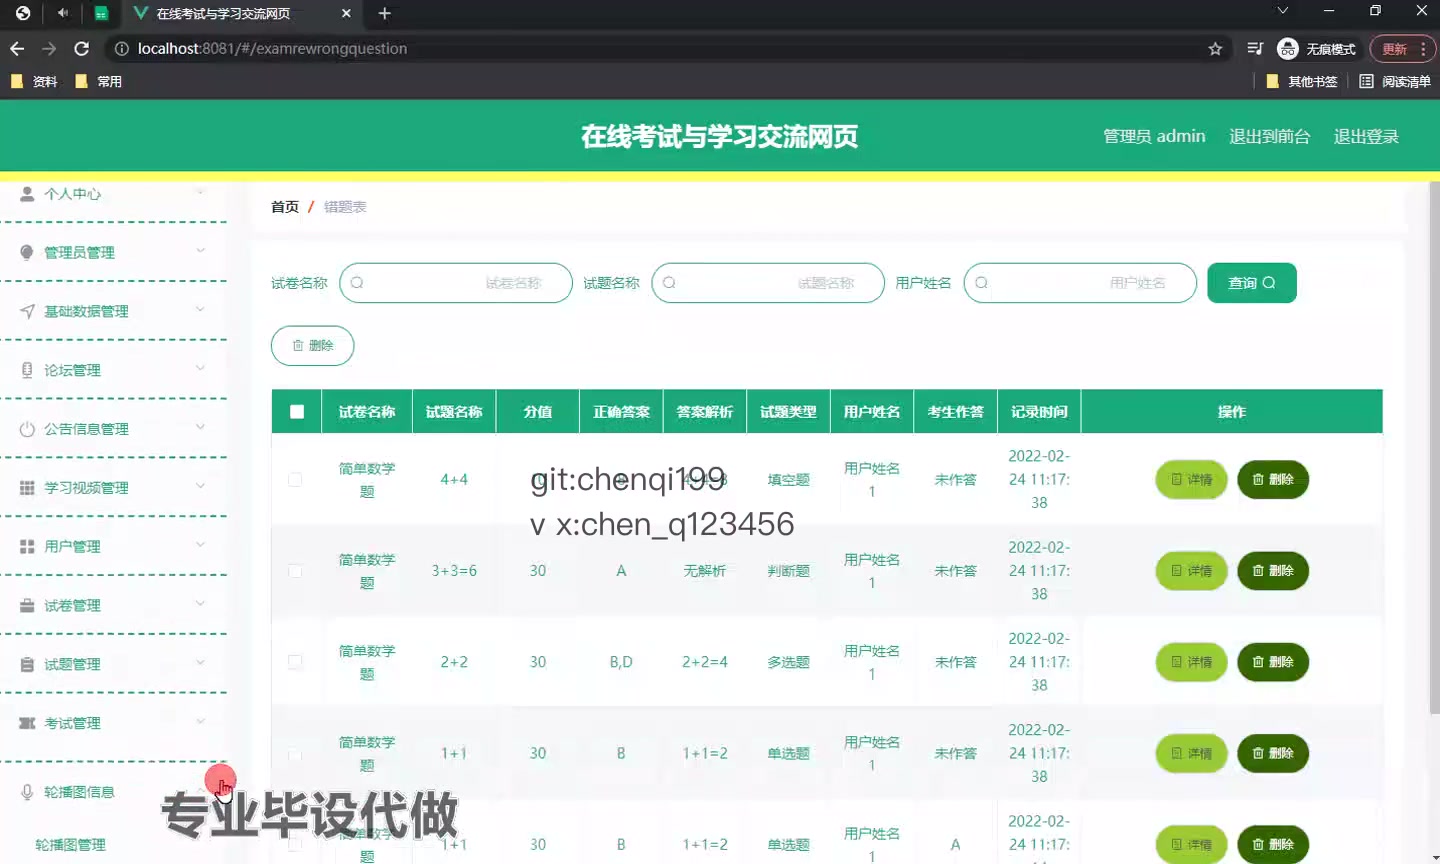 在线考试与学习交流网页
localhost:8081/#/examrewrongquestion
无痕模式
更新
资料
常用
其他书签
阅读清单
在线考试与学习交流网页
管理员 admin
退出到前台
退出登录
个人中心
管理员管理
基础数据管理
论坛管理
公告信息管理
学习视频管理
用户管理
试卷管理
试题管理
考试管理
轮播图信息
轮播图管理
首页 / 错题表
试卷名称 试卷名称 试题名称 试题名称 用户姓名 用户姓名 查询
删除
试卷名称 试题名称 分值 正确答案 答案解析 试题类型 用户姓名 考生作答 记录时间 操作
简单数学题 4+4 填空题 用户姓名1 未作答 2022-02-24 11:17:38 详情 删除
git:chenqi199
v x:chen_q123456
简单数学题 3+3=6 30 A 无解析 判断题 用户姓名1 未作答 2022-02-24 11:17:38 详情 删除
简单数学题 2+2 30 B,D 2+2=4 多选题 用户姓名1 未作答 2022-02-24 11:17:38 详情 删除
简单数学题 1+1 30 B 1+1=2 单选题 用户姓名1 未作答 2022-02-24 11:17:38 详情 删除
1+1 30 B 1+1=2 单选题 用户姓名1 A 2022-02-24 11:17: 详情 删除
专业毕设代做